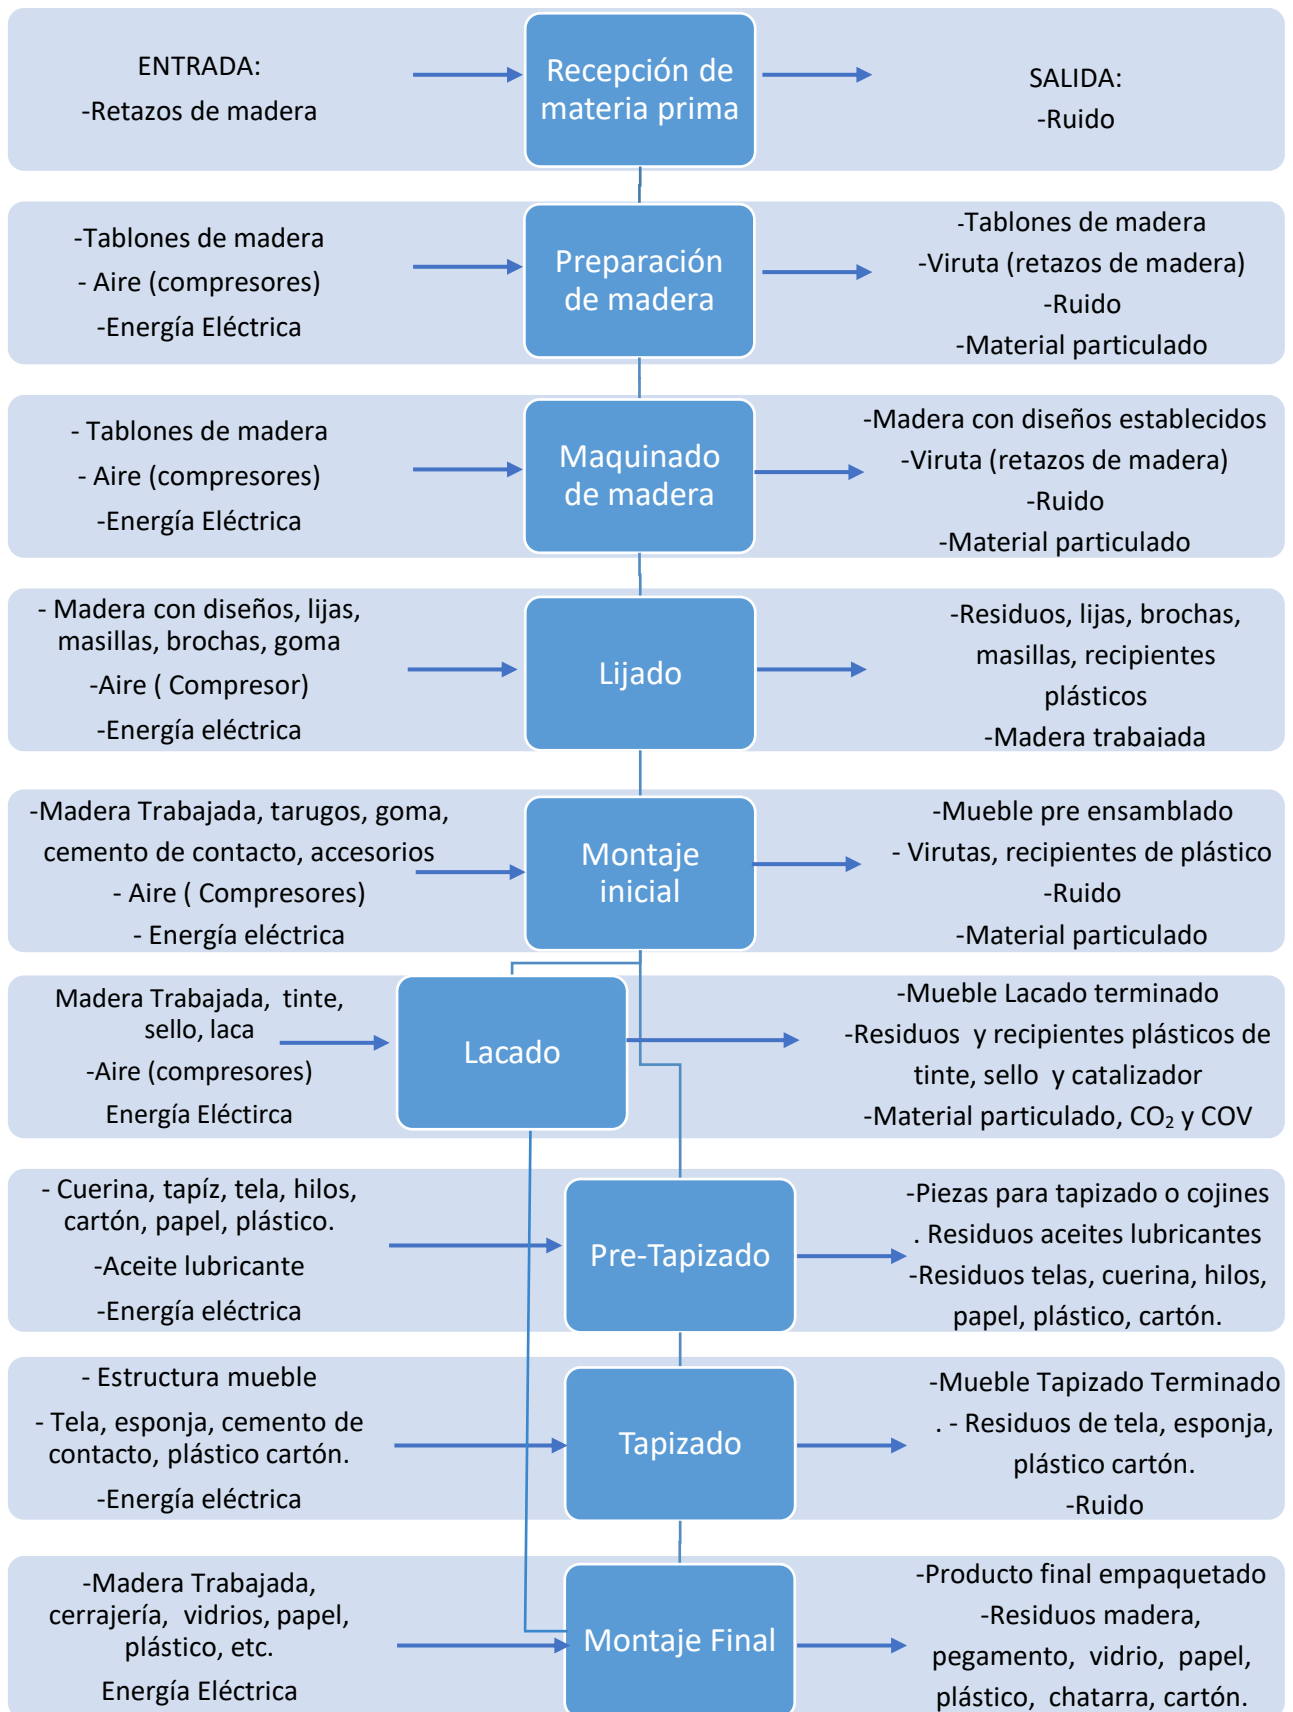 ENTRADA:
-Retazos de madera
Recepción de
materia prima
SALIDA:
-Ruido
-Tablones de madera
- Aire (compresores)
-Energía Eléctrica
Preparación
de madera
-Tablones de madera
-Viruta (retazos de madera)
-Ruido
-Material particulado
- Tablones de madera
- Aire (compresores)
-Energía Eléctrica
Maquinado
de madera
-Madera con diseños establecidos
-Viruta (retazos de madera)
-Ruido
-Material particulado
- Madera con diseños, lijas,
masillas, brochas, goma
-Aire ( Compresor)
-Energía eléctrica
Lijado
-Residuos, lijas, brochas,
masillas, recipientes
plásticos
-Madera trabajada
-Madera Trabajada, tarugos, goma,
cemento de contacto, accesorios
- Aire ( Compresores)
- Energía eléctrica
Montaje
inicial
-Mueble pre ensamblado
- Virutas, recipientes de plástico
-Ruido
-Material particulado
Madera Trabajada, tinte,
sello, laca
-Aire (compresores)
Energía Eléctirca
Lacado
-Mueble Lacado terminado
-Residuos y recipientes plásticos de
tinte, sello y catalizador
-Material particulado, CO₂ y COV
- Cuerina, tapíz, tela, hilos,
cartón, papel, plástico.
-Aceite lubricante
-Energía eléctrica
Pre-Tapizado
-Piezas para tapizado o cojines
. Residuos aceites lubricantes
-Residuos telas, cuerina, hilos,
papel, plástico, cartón.
- Estructura mueble
- Tela, esponja, cemento de
contacto, plástico cartón.
-Energía eléctrica
Tapizado
-Mueble Tapizado Terminado
. - Residuos de tela, esponja,
plástico cartón.
-Ruido
-Madera Trabajada,
cerrajería, vidrios, papel,
plástico, etc.
Energía Eléctrica
Montaje Final
-Producto final empaquetado
-Residuos madera,
pegamento, vidrio, papel,
plástico, chatarra, cartón.